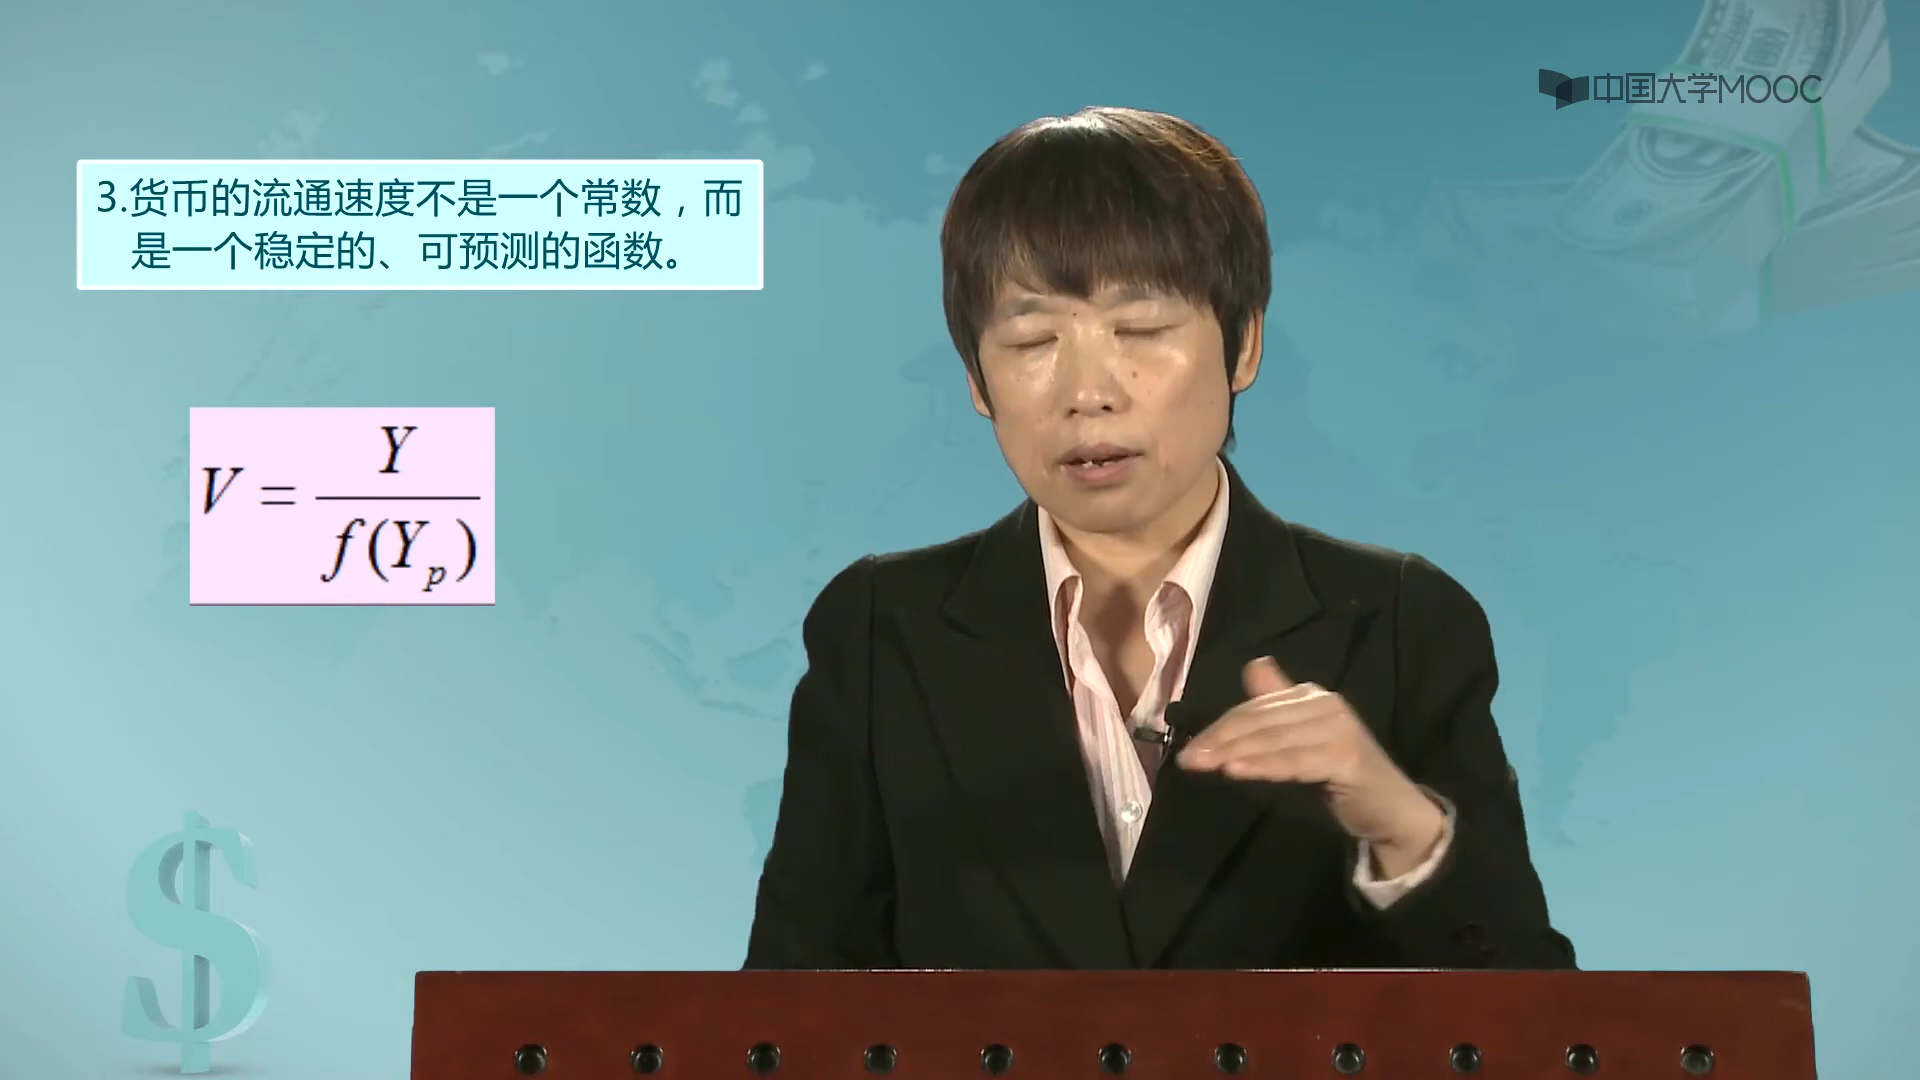 中国大学MOOC
3.货币的流通速度不是一个常数，而
是一个稳定的、可预测的函数。
V = Y / f(Y_p)